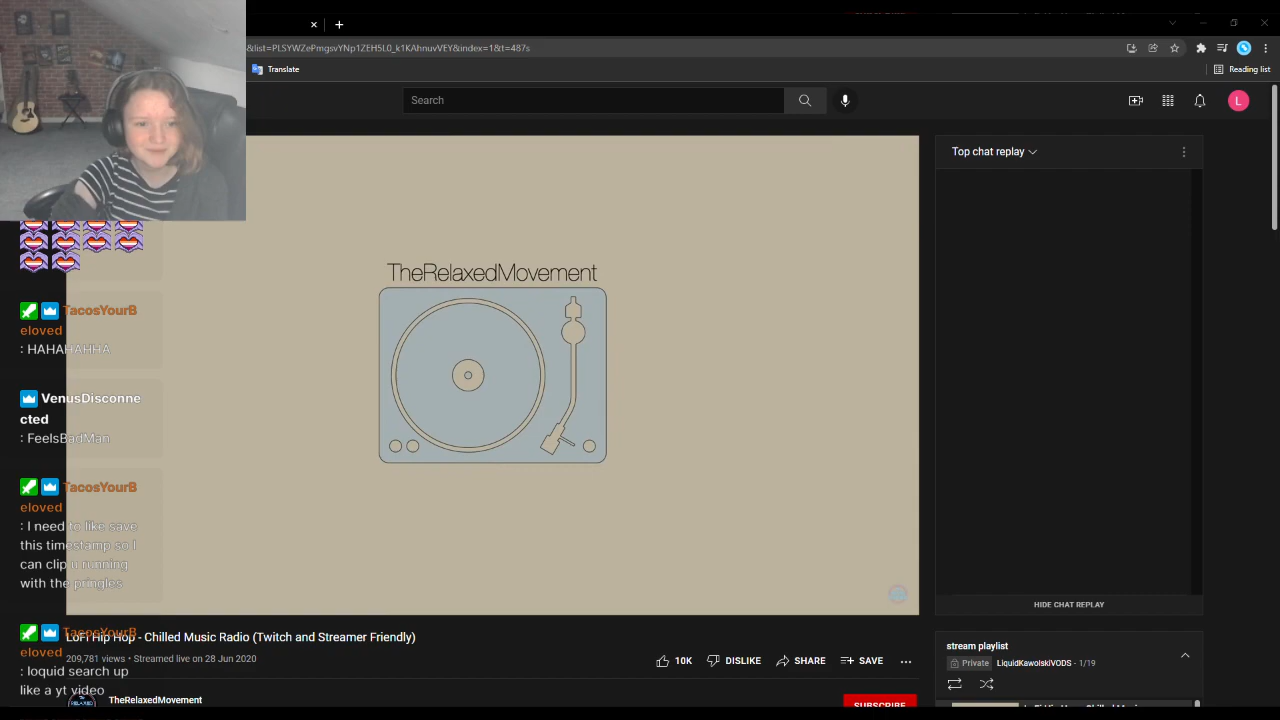 list=PLSYWZePmgsvYNp1ZEH5L0_k1KAhnuvVEY&index=1&t=487s
Translate
Reading list
Search
L
Top chat replay
TheRelaxedMovement
TacosYourB
eloved
: HAHAHAHHA
VenusDisconne
cted
: FeelsBadMan
TacosYourB
eloved
: I need to like save
this timestamp so I
can clip u running
with the pringles
TacosYourB
eloved
: loquid search up
like a yt video
HIDE CHAT REPLAY
LoFi Hip Hop - Chilled Music Radio (Twitch and Streamer Friendly)
209,781 views • Streamed live on 28 Jun 2020
10K
DISLIKE
SHARE
SAVE
stream playlist
Private
LiquidKawolskiVODS - 1/19
TheRelaxedMovement
SUBSCRIBE